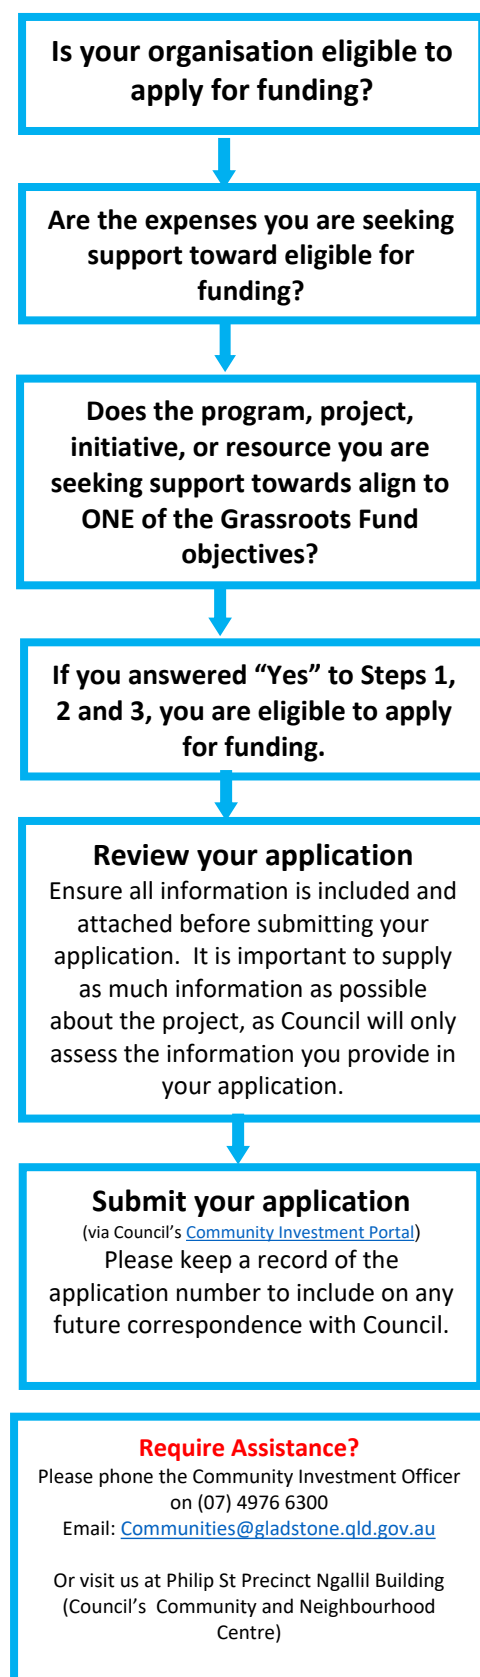 Is your organisation eligible to
apply for funding?
Are the expenses you are seeking
support toward eligible for
funding?
Does the program, project,
initiative, or resource you are
seeking support towards align to
ONE of the Grassroots Fund
objectives?
If you answered “Yes” to Steps 1,
2 and 3, you are eligible to apply
for funding.
Review your application
Ensure all information is included and
attached before submitting your
application.  It is important to supply
as much information as possible
about the project, as Council will only
assess the information you provide in
your application.
Submit your application
(via Council’s Community Investment Portal)
Please keep a record of the
application number to include on any
future correspondence with Council.
Require Assistance?
Please phone the Community Investment Officer
on (07) 4976 6300
Email: Communities@gladstone.qld.gov.au
Or visit us at Philip St Precinct Ngallil Building
(Council’s  Community and Neighbourhood
Centre)